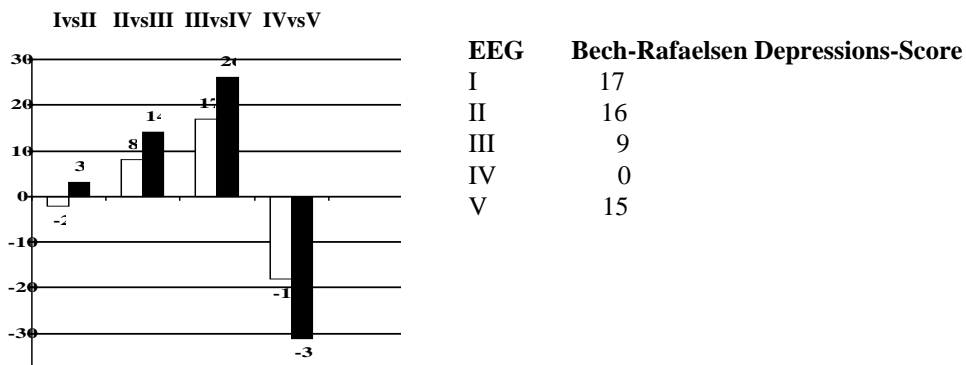 IvsII IIvsIII IIIvsIV IVvsV
30
20
10
0
-10
-20
-30
3
8
EEG Bech-Rafaelsen Depressions-Score
I 17
II 16
III 9
IV 0
V 15